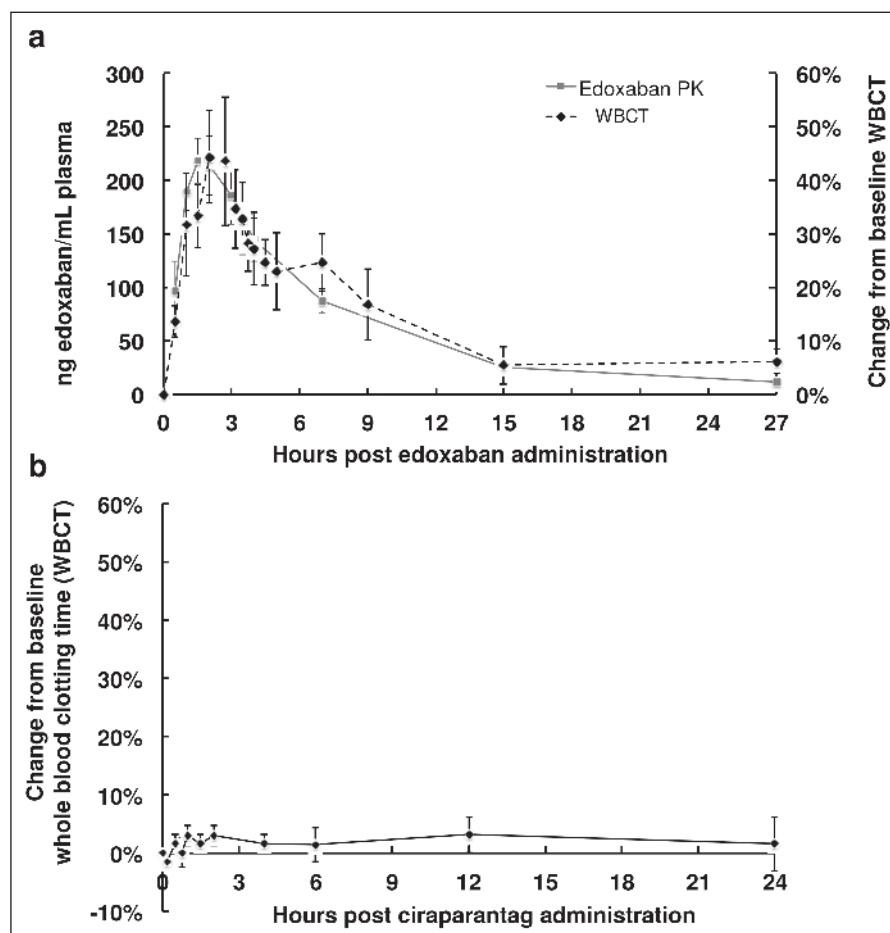 a
ng edoxaban/mL plasma
300
250
200
150
100
50
0
Edoxaban PK
WBCT
60%
50%
40%
30%
20%
10%
0%
Change from baseline WBCT
0 3 6 9 12 15 18 21 24 27
Hours post edoxaban administration
b
Change from baseline
whole blood clotting time (WBCT)
60%
50%
40%
30%
20%
10%
0%
-10%
0 3 6 9 12 15 18 21 24
Hours post ciraparantag administration